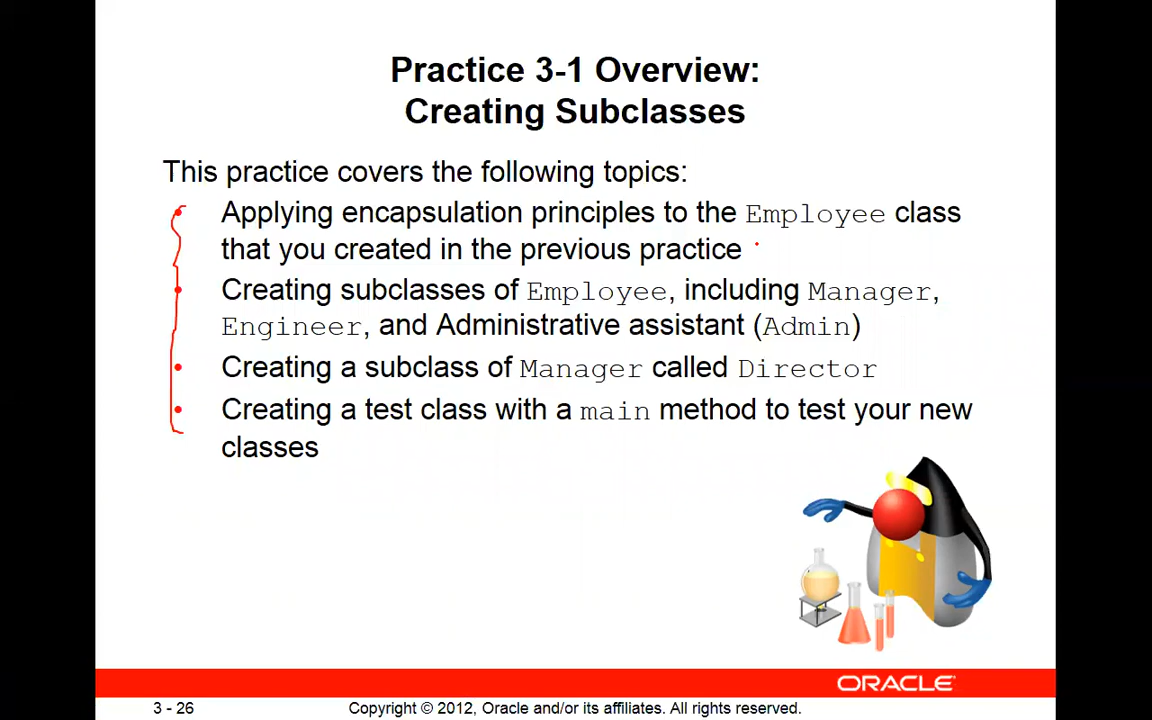 Practice 3-1 Overview:
Creating Subclasses
This practice covers the following topics:
• Applying encapsulation principles to the Employee class
that you created in the previous practice
• Creating subclasses of Employee, including Manager,
Engineer, and Administrative assistant (Admin)
• Creating a subclass of Manager called Director
• Creating a test class with a main method to test your new
classes
ORACLE
3 - 26
Copyright © 2012, Oracle and/or its affiliates. All rights reserved.